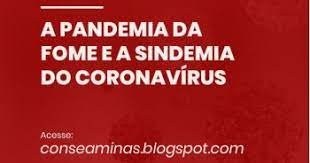 A PANDEMIA DA
FOME E A SINDEMIA
DO CORONAVÍRUS
Acesse:
conseaminas.blogspot.com